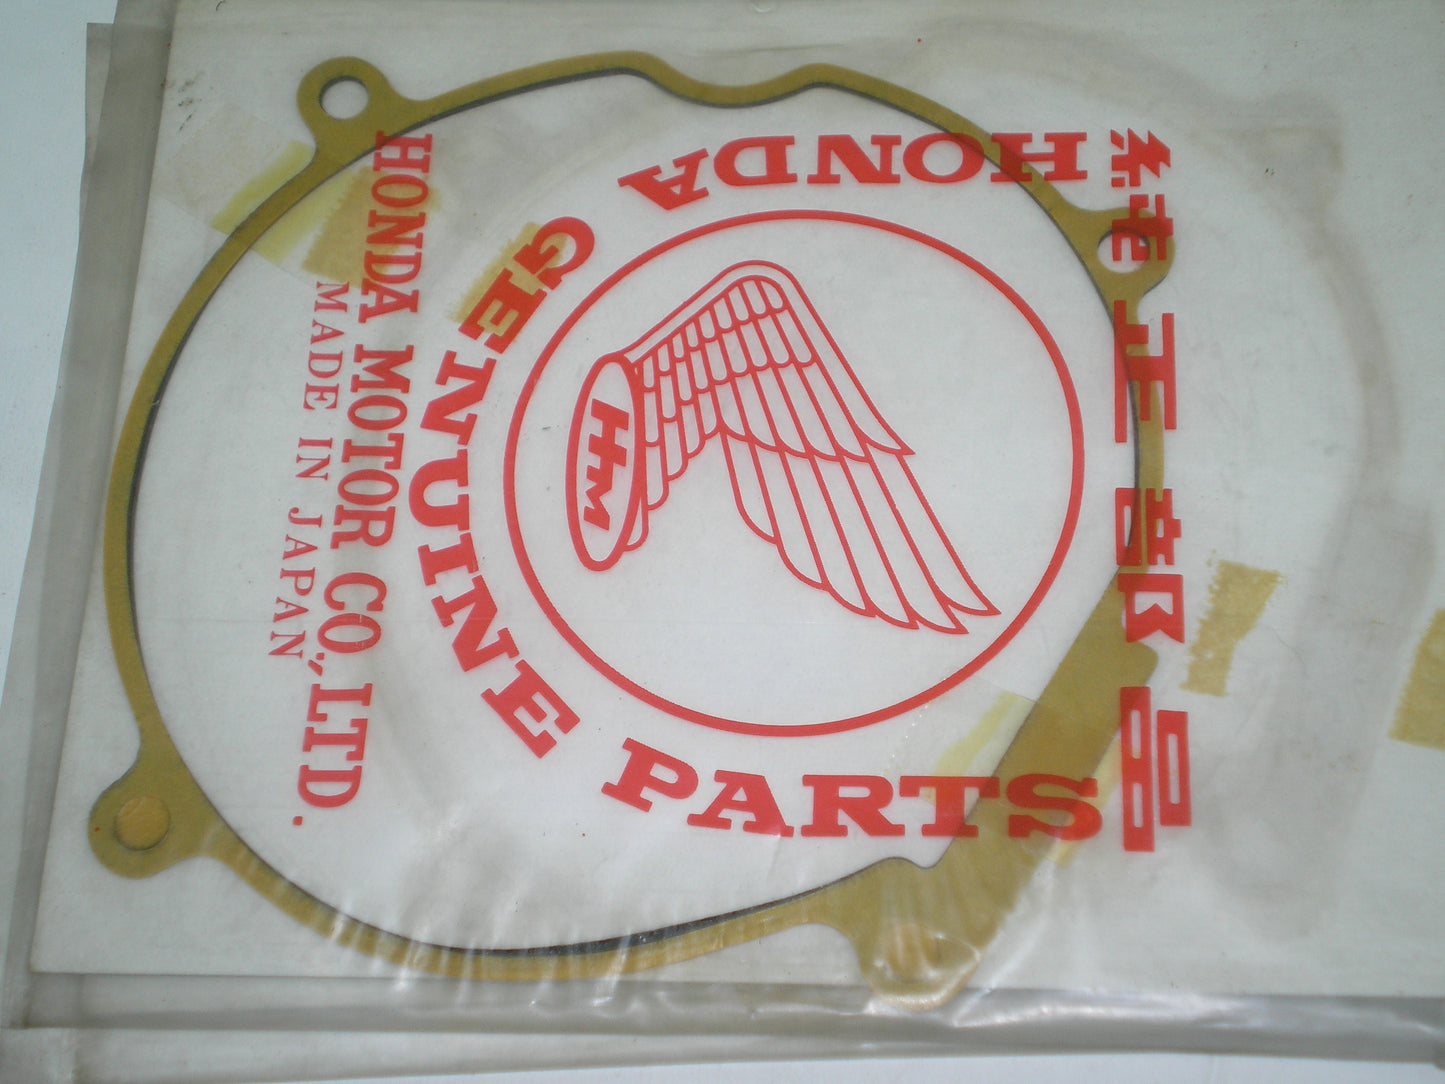 純正部品
HONDA GENUINE PARTS
HM
HONDA MOTOR CO., LTD.
MADE IN JAPAN